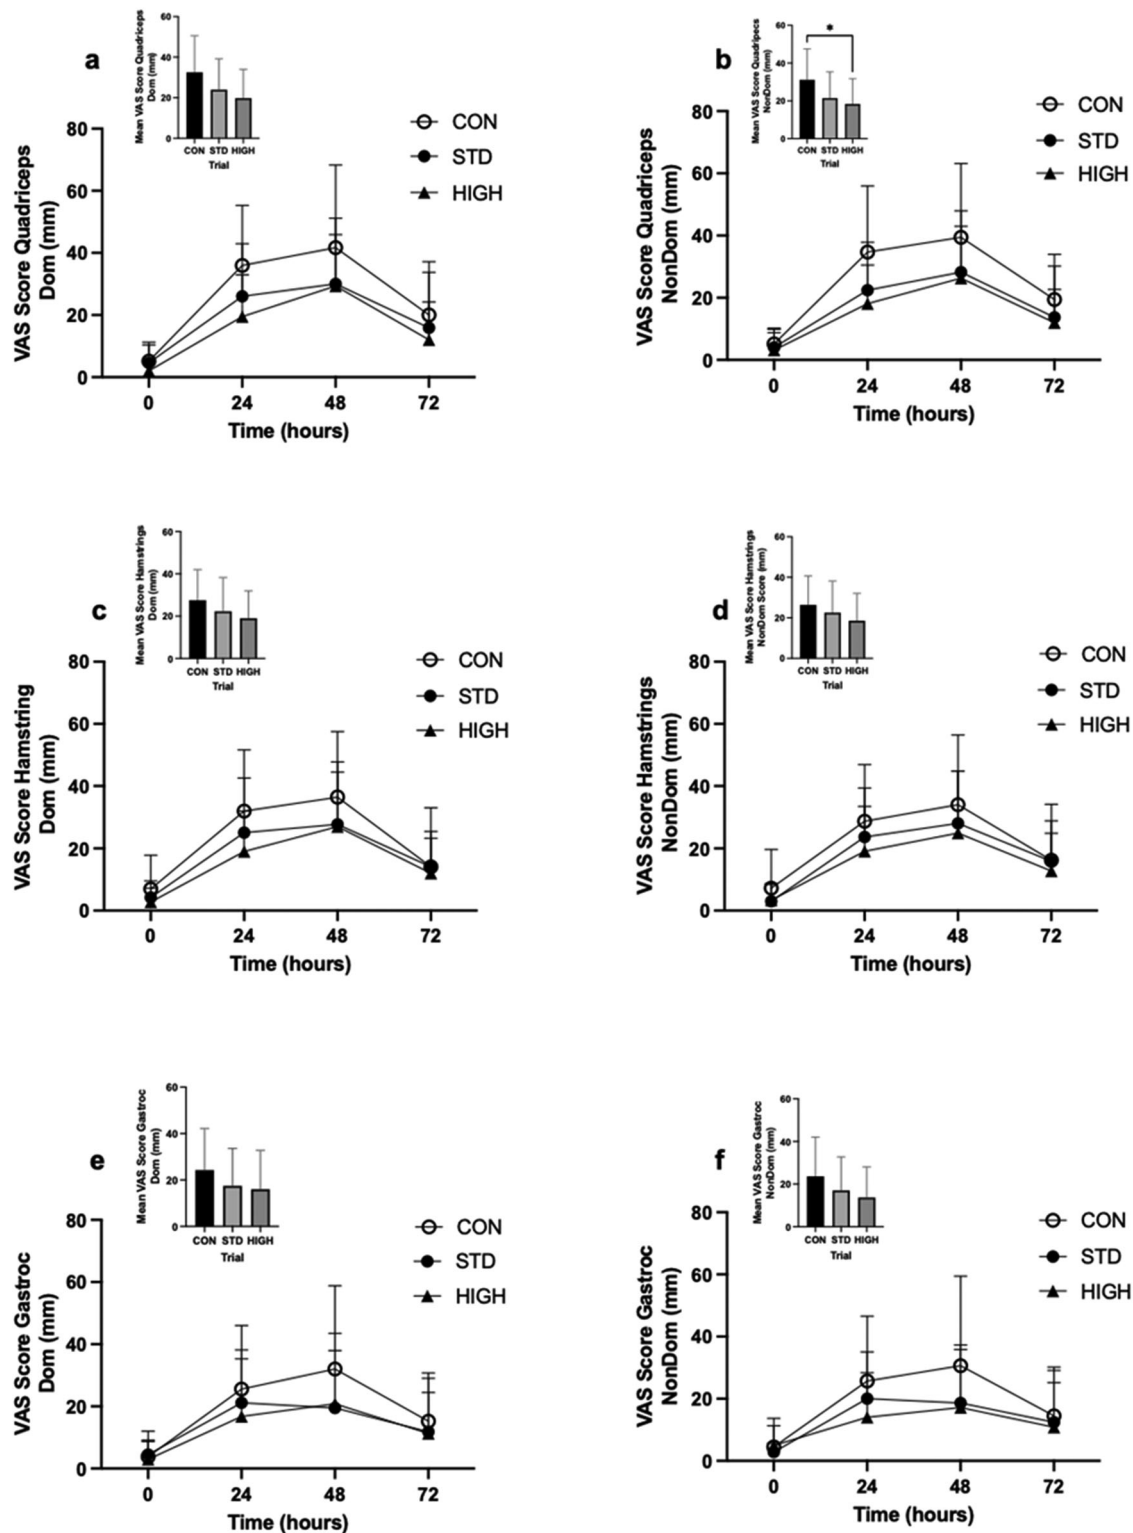 a
Mean VAS Score Quadriceps
Dom (mm)
60
40
20
0
CON STD HIGH
Trial
CON
STD
HIGH
VAS Score Quadriceps
Dom (mm)
80
60
40
20
0
0 24 48 72
Time (hours)
b
Mean VAS Score Quadripecs
NonDom (mm)
60
40
20
0
*
CON STD HIGH
Trial
CON
STD
HIGH
VAS Score Quadriceps
NonDom (mm)
80
60
40
20
0
0 24 48 72
Time (hours)
c
Mean VAS Score Hamstrings
Dom (mm)
60
40
20
0
CON STD HIGH
Trial
CON
STD
HIGH
VAS Score Hamstring
Dom (mm)
80
60
40
20
0
0 24 48 72
Time (hours)
d
Mean VAS Score Hamstrings
NonDom Score (mm)
60
40
20
0
CON STD HIGH
Trial
CON
STD
HIGH
VAS Score Hamstrings
NonDom (mm)
80
60
40
20
0
0 24 48 72
Time (hours)
e
Mean VAS Score Gastroc
Dom (mm)
60
40
20
0
CON STD HIGH
Trial
CON
STD
HIGH
VAS Score Gastroc
Dom (mm)
80
60
40
20
0
0 24 48 72
Time (hours)
f
Mean VAS Score Gastroc
NonDom (mm)
60
40
20
0
CON STD HIGH
Trial
CON
STD
HIGH
VAS Score Gastroc
NonDom (mm)
80
60
40
20
0
0 24 48 72
Time (hours)